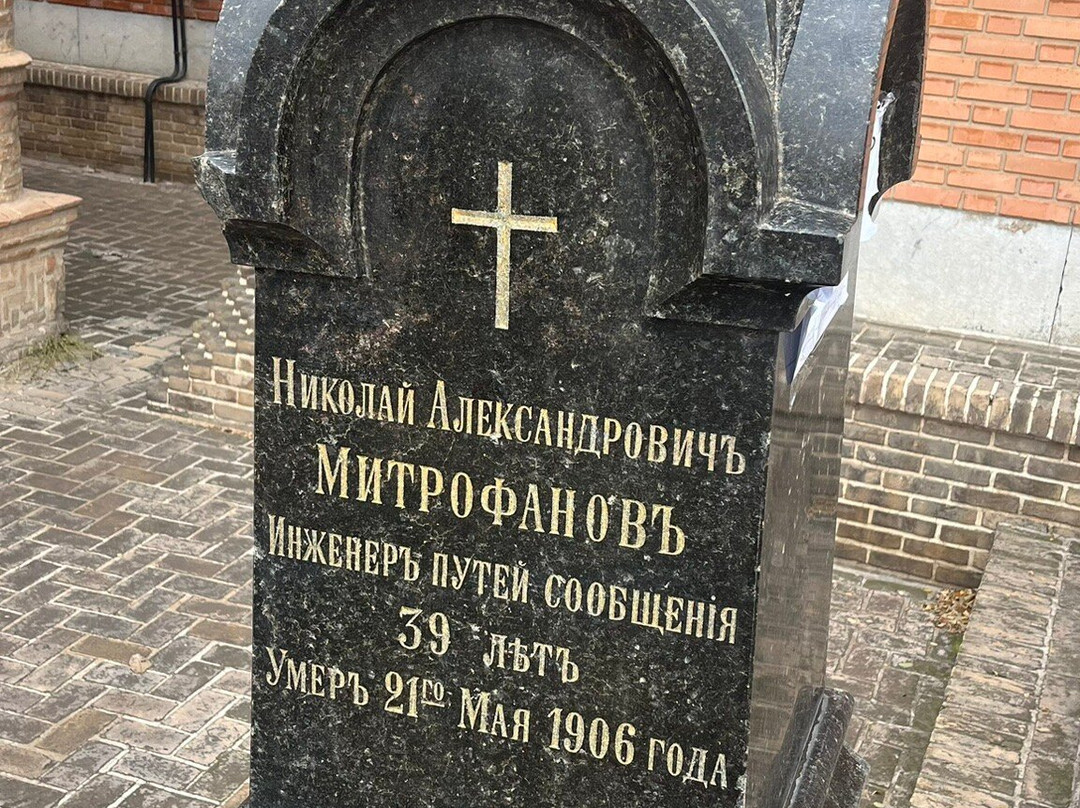 Николай Александровичъ
Митрофановъ
Инженеръ путей сообщенія
39 лѣтъ
Умеръ 21го Мая 1906 года